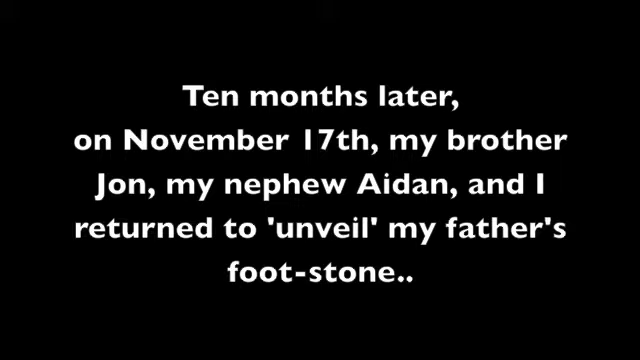 Ten months later,
on November 17th, my brother
Jon, my nephew Aidan, and I
returned to 'unveil' my father's
foot-stone..